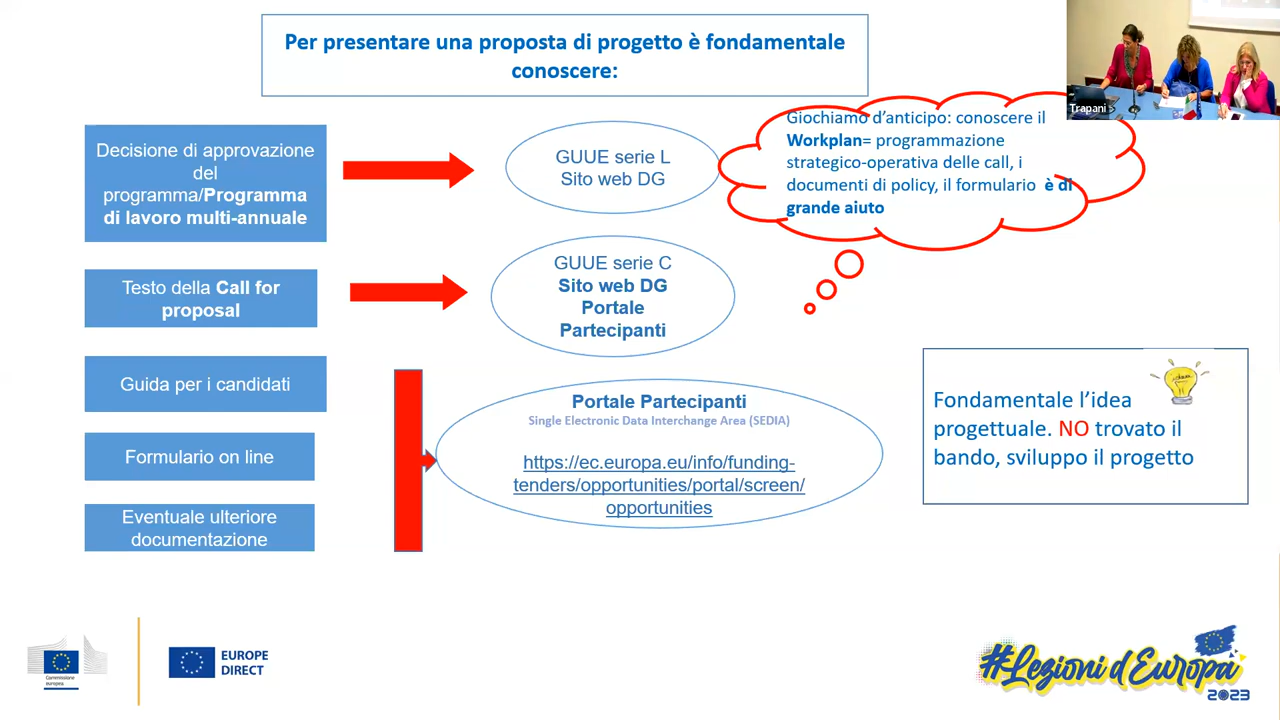 Per presentare una proposta di progetto è fondamentale
conoscere:
Trapani
Decisione di approvazione
del
programma/Programma
di lavoro multi-annuale
GUUE serie L
Sito web DG
Giochiamo d'anticipo: conoscere il
Workplan= programmazione
strategico-operativa delle call, i
documenti di policy, il formulario è di
grande aiuto
Testo della Call for
proposal
GUUE serie C
Sito web DG
Portale
Partecipanti
Guida per i candidati
Formulario on line
Eventuale ulteriore
documentazione
Portale Partecipanti
Single Electronic Data Interchange Area (SEDIA)
https://ec.europa.eu/info/funding-
tenders/opportunities/portal/screen/
opportunities
Fondamentale l'idea
progettuale. NO trovato il
bando, sviluppo il progetto
Commissione
europea
EUROPE
DIRECT
#Lezioni d'Europa
2023